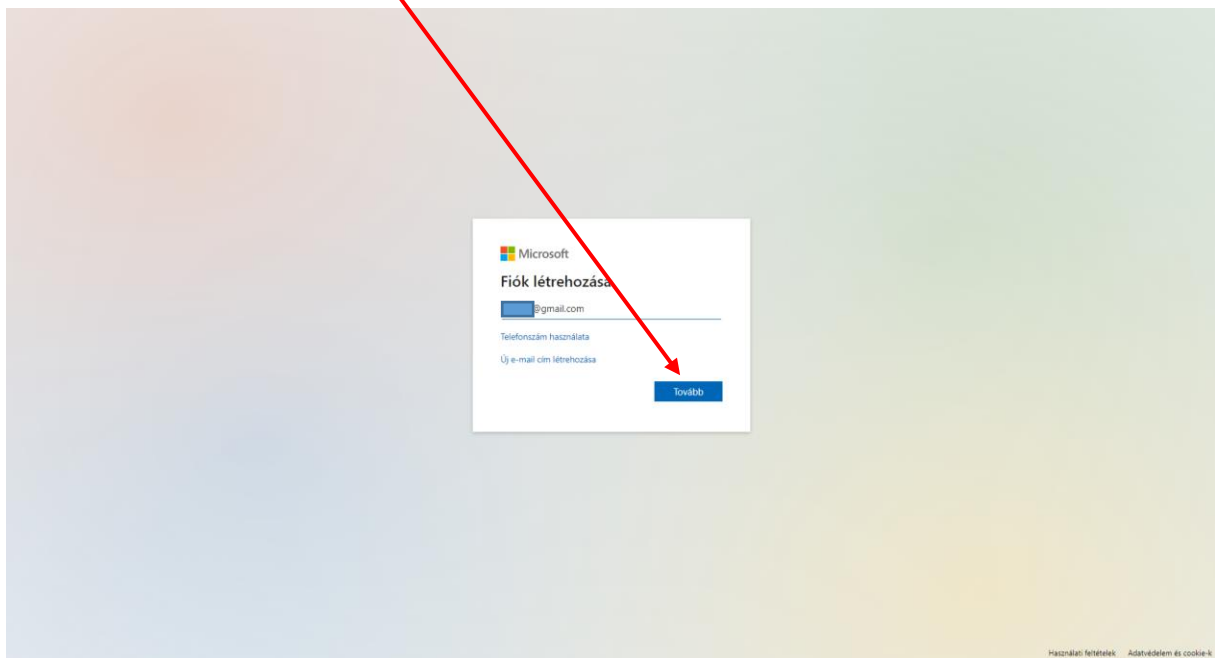 Microsoft
Fiók létrehozása
@gmail.com
Telefonszám használata
Új e-mail cím létrehozása
Tovább
Használati feltételek Adatvédelem és cookie-k